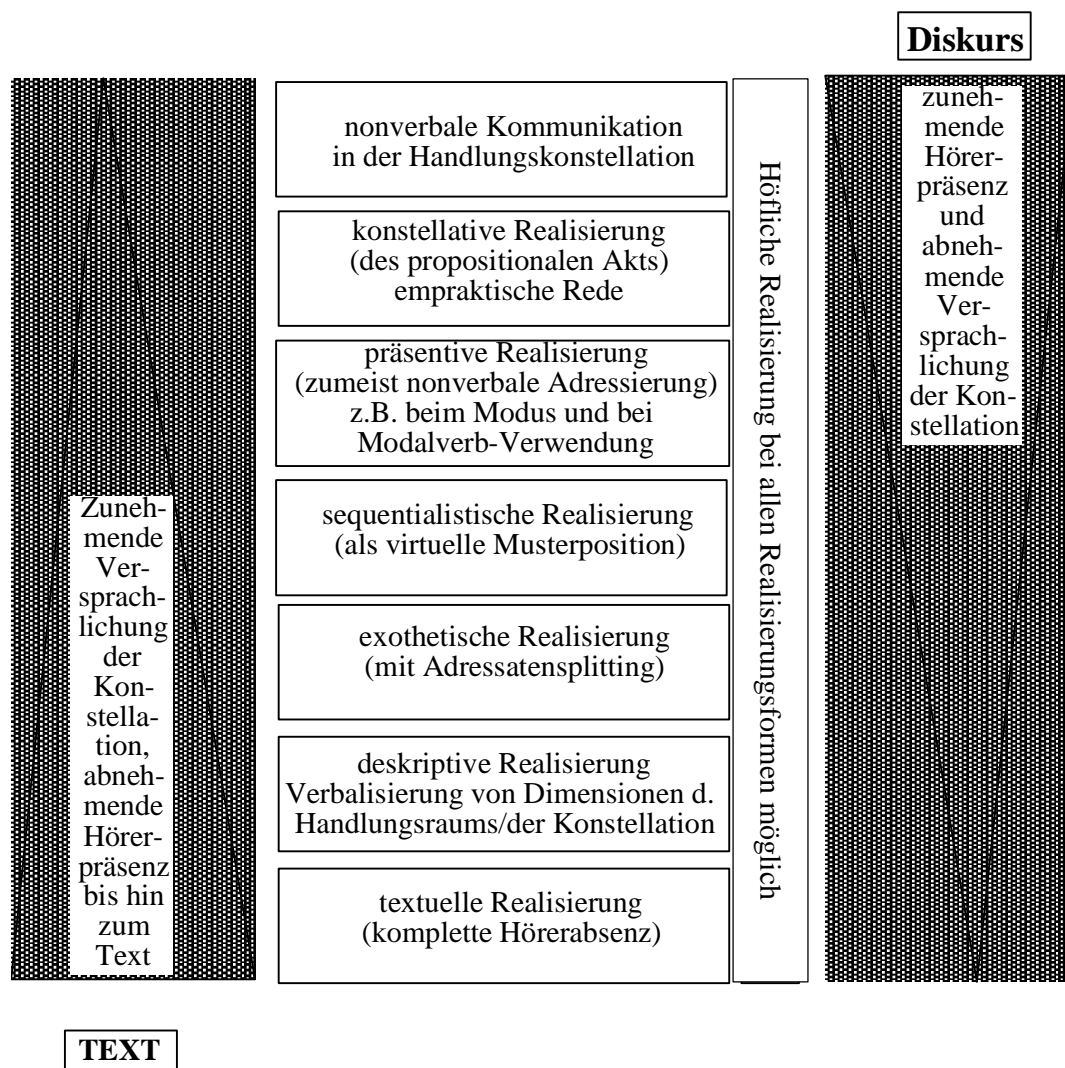 Diskurs
nonverbale Kommunikation
in der Handlungskonstellation
konstellative Realisierung
(des propositionalen Akts)
empraktische Rede
präsentive Realisierung
(zumeist nonverbale Adressierung)
z.B. beim Modus und bei
Modalverb-Verwendung
sequentialistische Realisierung
(als virtuelle Musterposition)
exothetische Realisierung
(mit Adressatensplitting)
deskriptive Realisierung
Verbalisierung von Dimensionen d.
Handlungsraums/der Konstellation
textuelle Realisierung
(komplette Hörerabsenz)
Höfliche Realisierung bei allen Realisierungsformen möglich
zuneh-
mende
Hörer-
präsenz
und
abneh-
mende
Ver-
sprach-
lichung
der Kon-
stellation
Zuneh-
mende
Ver-
sprach-
lichung
der
Kon-
stella-
tion,
abneh-
mende
Hörer-
präsenz
bis hin
zum
Text
TEXT